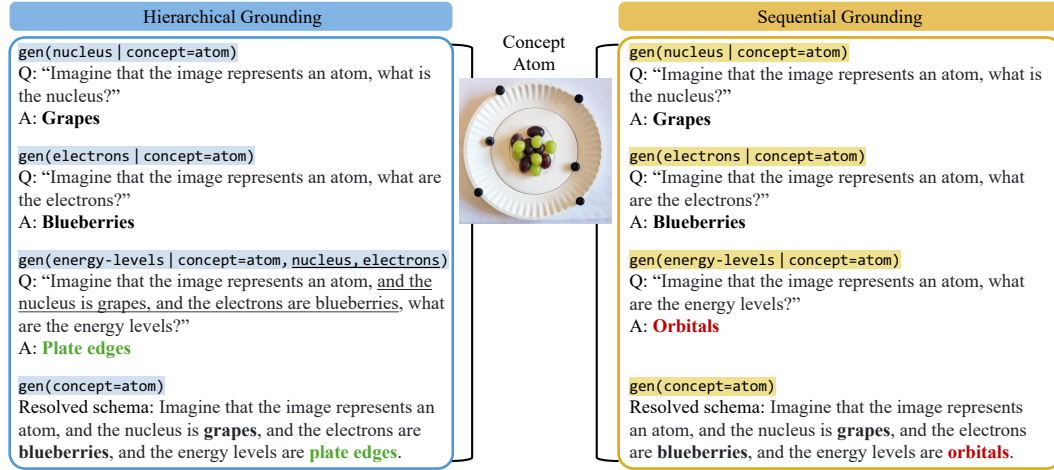 Hierarchical Grounding
gen(nucleus | concept=atom)
Q: “Imagine that the image represents an atom, what is
the nucleus?”
A: Grapes
gen(electrons | concept=atom)
Q: “Imagine that the image represents an atom, what are
the electrons?”
A: Blueberries
gen(energy-levels | concept=atom, nucleus, electrons)
Q: “Imagine that the image represents an atom, and the
nucleus is grapes, and the electrons are blueberries, what
are the energy levels?”
A: Plate edges
gen(concept=atom)
Resolved schema: Imagine that the image represents an
atom, and the nucleus is grapes, and the electrons are
blueberries, and the energy levels are plate edges.
Concept
Atom
Sequential Grounding
gen(nucleus | concept=atom)
Q: “Imagine that the image represents an atom, what is
the nucleus?”
A: Grapes
gen(electrons | concept=atom)
Q: “Imagine that the image represents an atom, what
are the electrons?”
A: Blueberries
gen(energy-levels | concept=atom)
Q: “Imagine that the image represents an atom, what
are the energy levels?”
A: Orbitals
gen(concept=atom)
Resolved schema: Imagine that the image represents
an atom, and the nucleus is grapes, and the electrons
are blueberries, and the energy levels are orbitals.